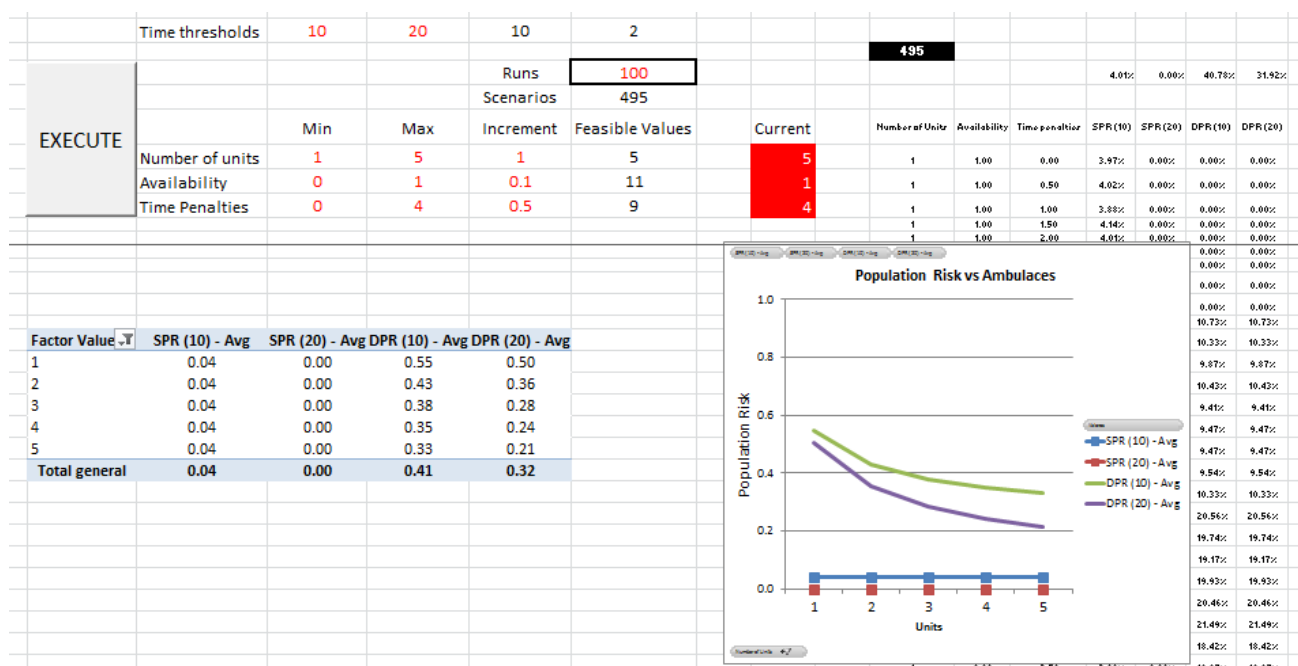 Time thresholds 10 20 10 2
495
Runs 100 4.01% 0.00% 40.78% 31.92%
Scenarios 495
EXECUTE
Min Max Increment Feasible Values Current Number of Units Availability Time penalties SPR (10) SPR (20) DPR (10) DPR (20)
Number of units 1 5 1 5 5 1 1.00 0.00 3.97% 0.00% 0.00% 0.00%
Availability 0 1 0.1 11 1 1 1.00 0.50 4.02% 0.00% 0.00% 0.00%
Time Penalties 0 4 0.5 9 4 1 1.00 1.00 3.88% 0.00% 0.00% 0.00%
1 1.00 1.50 4.14% 0.00% 0.00% 0.00%
1 1.00 2.00 4.01% 0.00% 0.00% 0.00%
0.00% 0.00%
0.00% 0.00%
0.00% 0.00%
0.00% 0.00%
10.73% 10.73%
10.33% 10.33%
9.87% 9.87%
10.43% 10.43%
9.41% 9.41%
9.47% 9.47%
9.47% 9.47%
9.54% 9.54%
10.33% 10.33%
20.56% 20.56%
19.74% 19.74%
19.17% 19.17%
19.93% 19.93%
20.46% 20.46%
21.49% 21.49%
18.42% 18.42%
Factor Value SPR (10) - Avg SPR (20) - Avg DPR (10) - Avg DPR (20) - Avg
1 0.04 0.00 0.55 0.50
2 0.04 0.00 0.43 0.36
3 0.04 0.00 0.38 0.28
4 0.04 0.00 0.35 0.24
5 0.04 0.00 0.33 0.21
Total general 0.04 0.00 0.41 0.32
SPR (10) - Avg SPR (20) - Avg DPR (10) - Avg DPR (20) - Avg
Population Risk vs Ambulaces
1.0
0.8
0.6
0.4
0.2
0.0
Population Risk
1 2 3 4 5
Units
Values
SPR (10) - Avg
SPR (20) - Avg
DPR (10) - Avg
DPR (20) - Avg
Number of Units